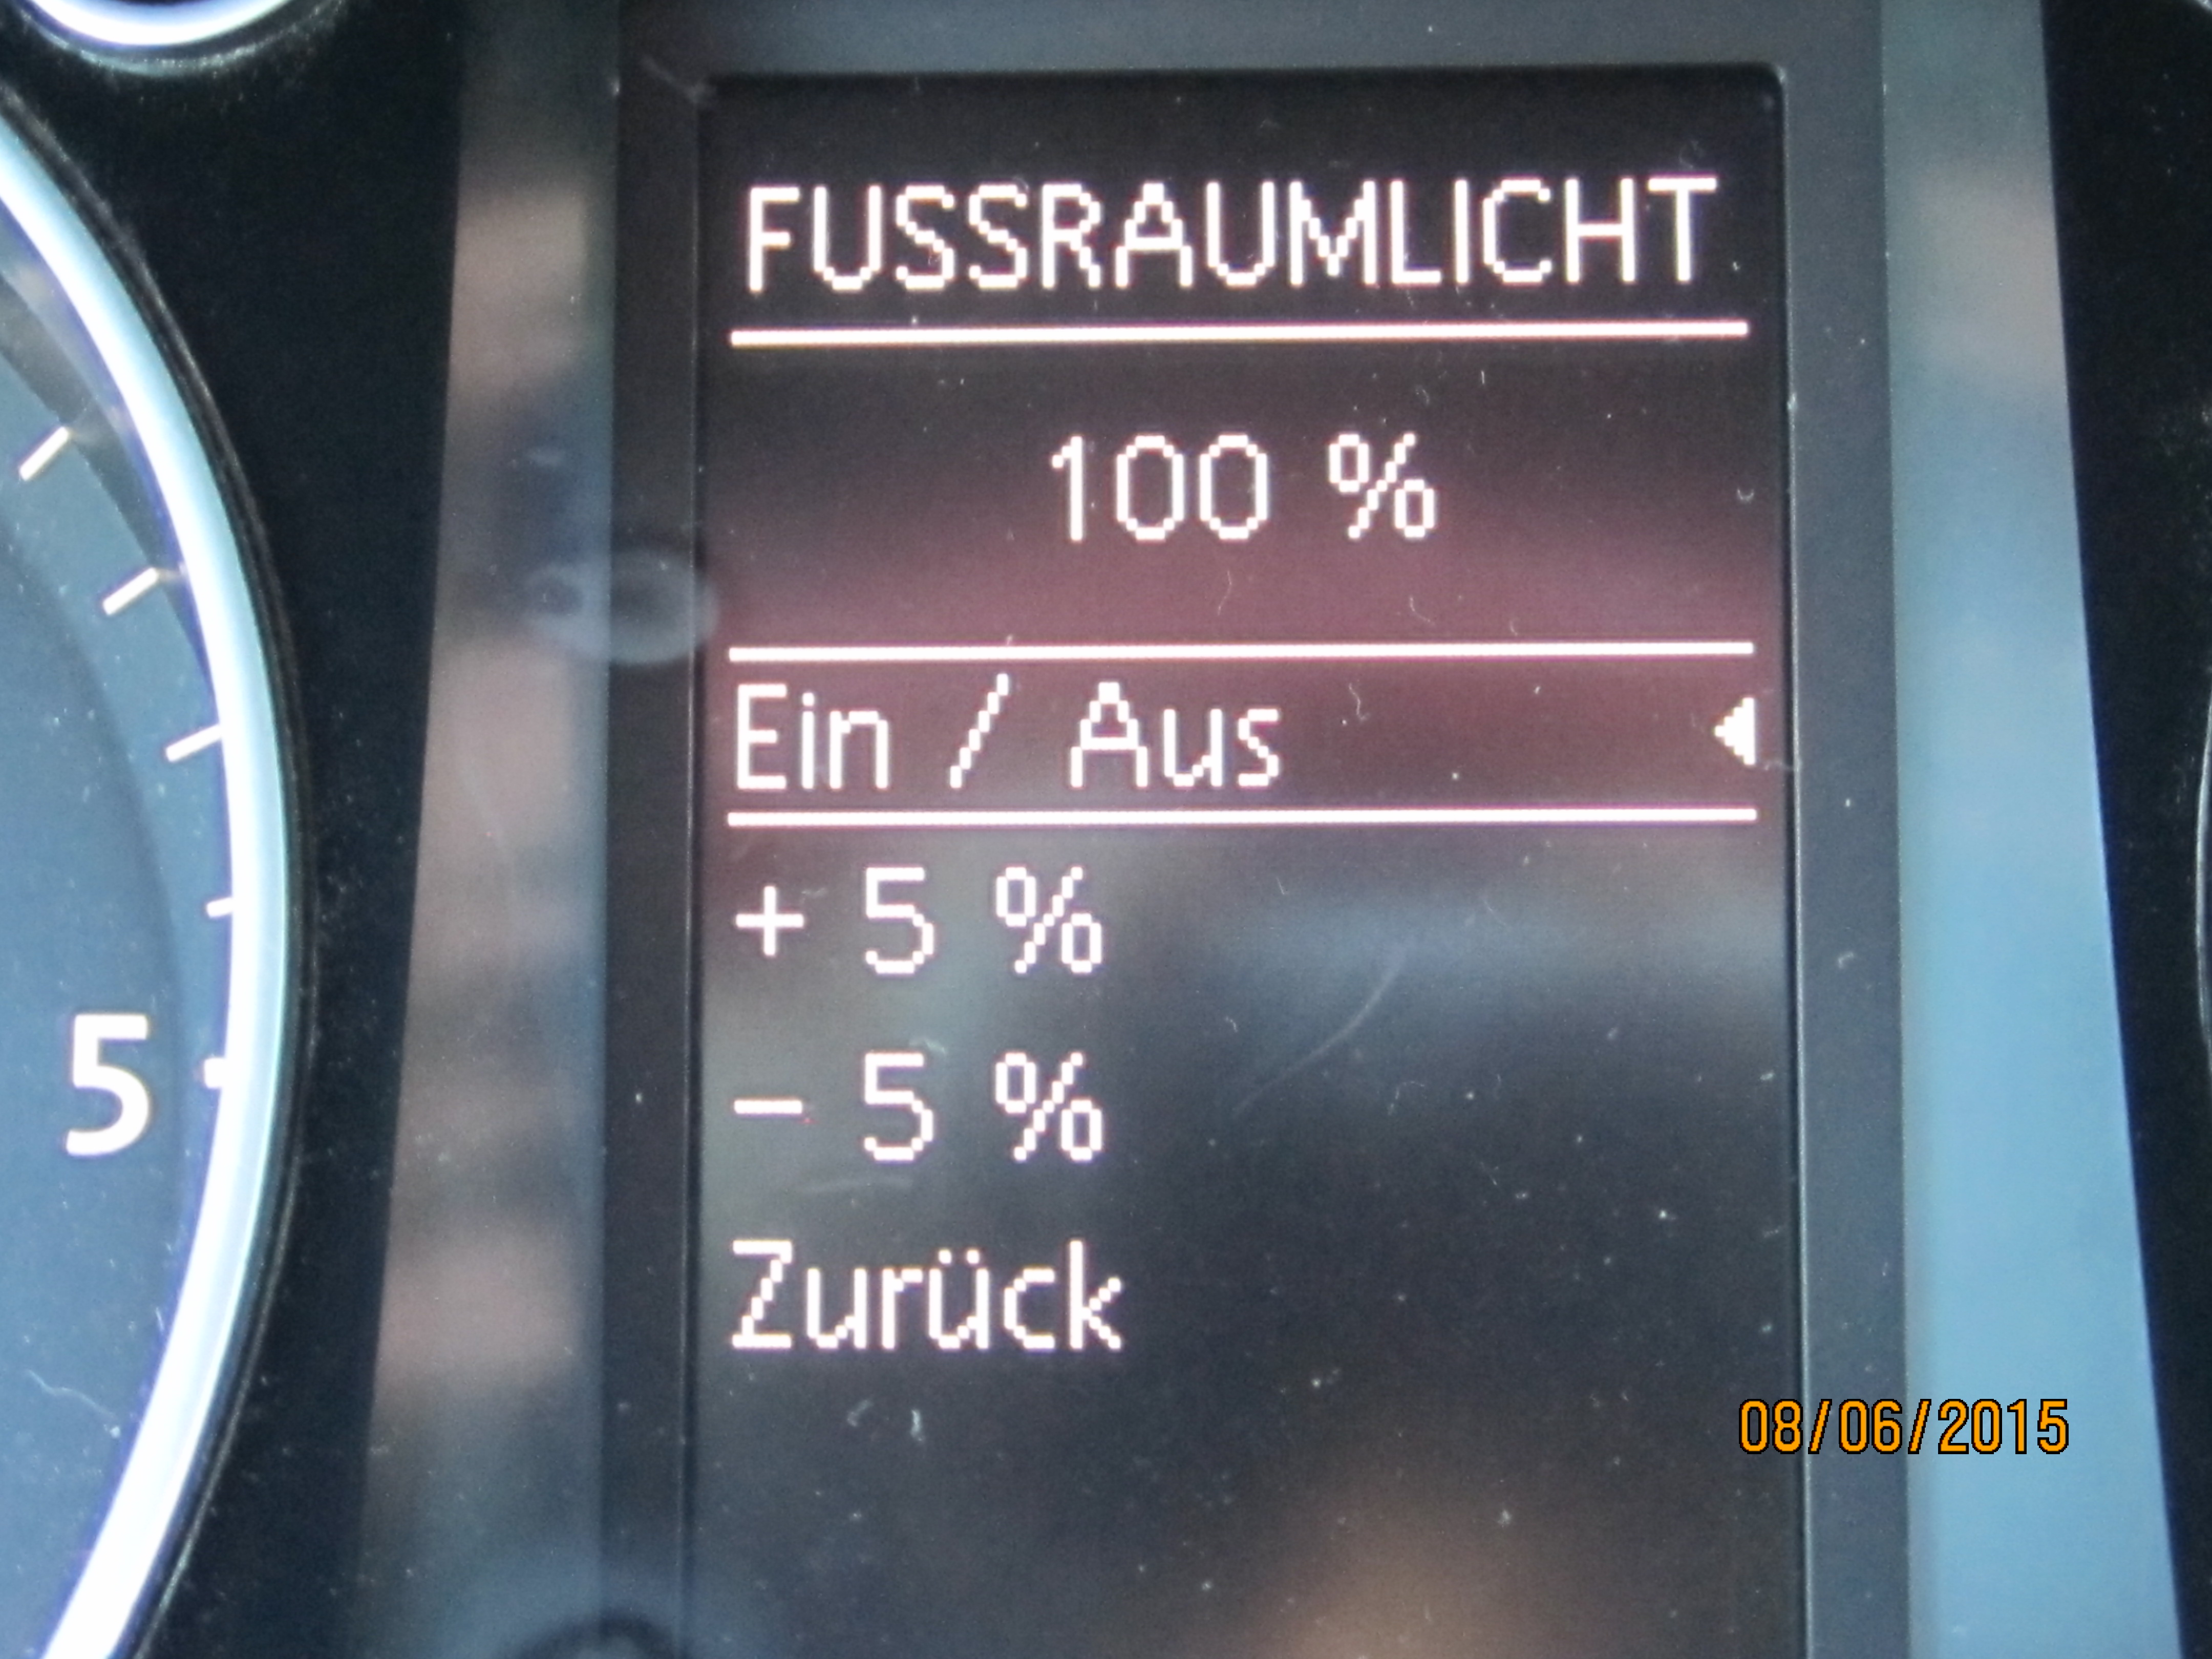 FUSSRAUMLICHT
100 %
Ein / Aus
+ 5 %
- 5 %
Zurück
5
08/06/2015